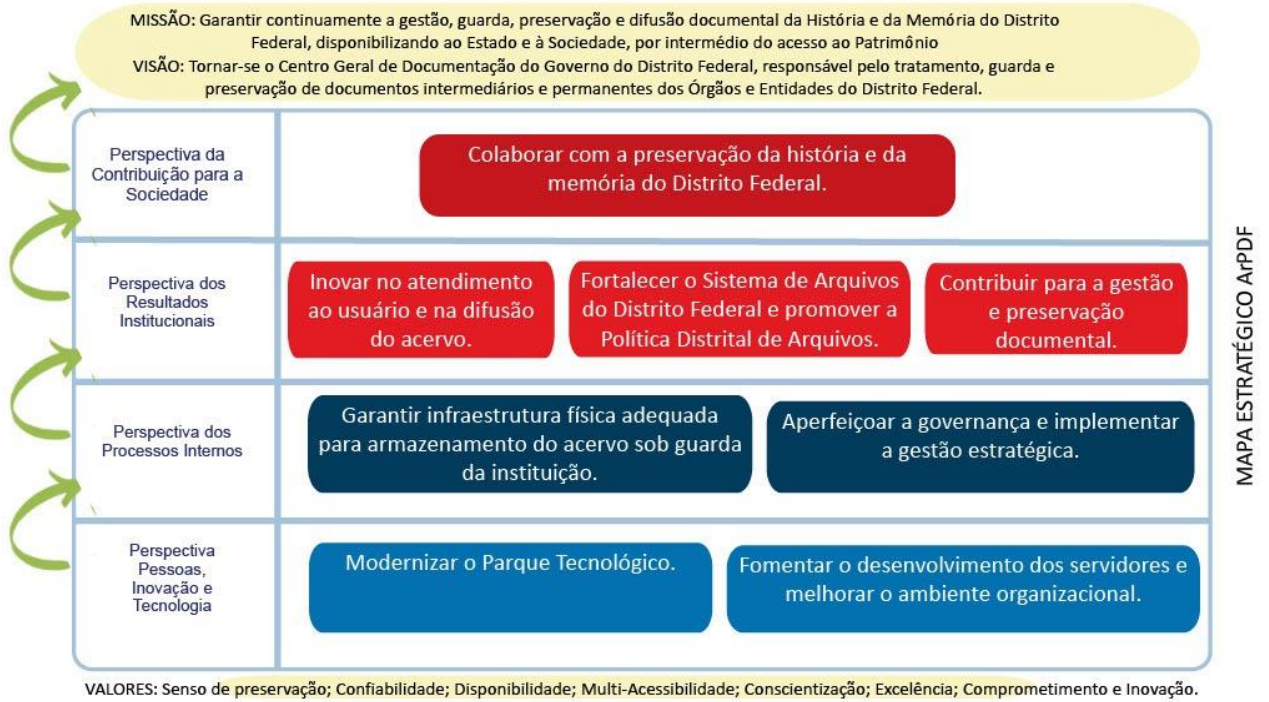 MISSÃO: Garantir continuamente a gestão, guarda, preservação e difusão documental da História e da Memória do Distrito
Federal, disponibilizando ao Estado e à Sociedade, por intermédio do acesso ao Patrimônio
VISÃO: Tornar-se o Centro Geral de Documentação do Governo do Distrito Federal, responsável pelo tratamento, guarda e
preservação de documentos intermediários e permanentes dos Órgãos e Entidades do Distrito Federal.
Perspectiva da
Contribuição para a
Sociedade
Colaborar com a preservação da história e da
memória do Distrito Federal.
Perspectiva dos
Resultados
Institucionais
Inovar no atendimento
ao usuário e na difusão
do acervo.
Fortalecer o Sistema de Arquivos
do Distrito Federal e promover a
Política Distrital de Arquivos.
Contribuir para a gestão
e preservação
documental.
Perspectiva dos
Processos Internos
Garantir infraestrutura física adequada
para armazenamento do acervo sob guarda
da instituição.
Aperfeiçoar a governança e implementar
a gestão estratégica.
Perspectiva
Pessoas,
Inovação e
Tecnologia
Modernizar o Parque Tecnológico.
Fomentar o desenvolvimento dos servidores e
melhorar o ambiente organizacional.
MAPA ESTRATÉGICO ArPDF
VALORES: Senso de preservação; Confiabilidade; Disponibilidade; Multi-Acessibilidade; Conscientização; Excelência; Comprometimento e Inovação.